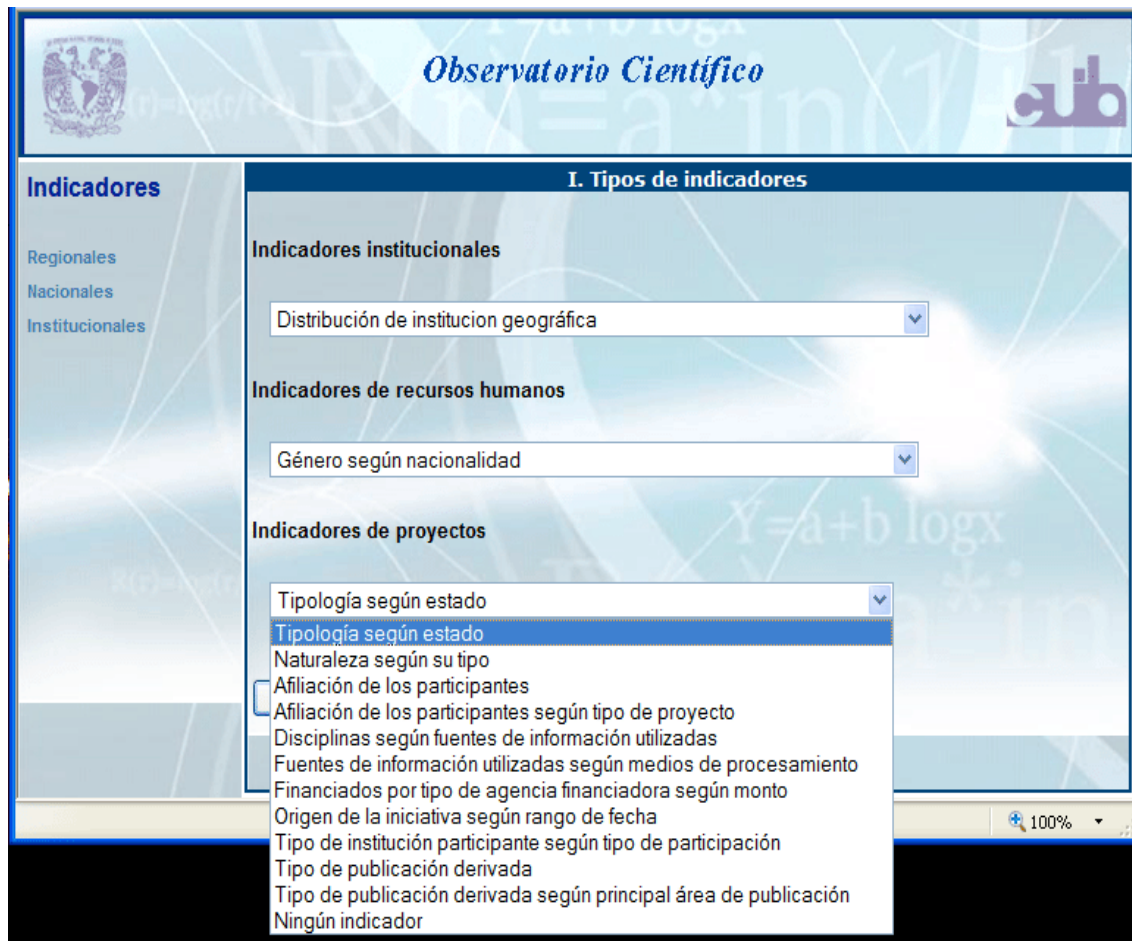 Observatorio Científico
cuib
Indicadores
Regionales
Nacionales
Institucionales
I. Tipos de indicadores
Indicadores institucionales
Distribución de institucion geográfica
Indicadores de recursos humanos
Género según nacionalidad
Indicadores de proyectos
Y=a+b logx
Tipología según estado
Tipología según estado
Naturaleza según su tipo
Afiliación de los participantes
Afiliación de los participantes según tipo de proyecto
Disciplinas según fuentes de información utilizadas
Fuentes de información utilizadas según medios de procesamiento
Financiados por tipo de agencia financiadora según monto
Origen de la iniciativa según rango de fecha
Tipo de institución participante según tipo de participación
Tipo de publicación derivada
Tipo de publicación derivada según principal área de publicación
Ningún indicador
100%